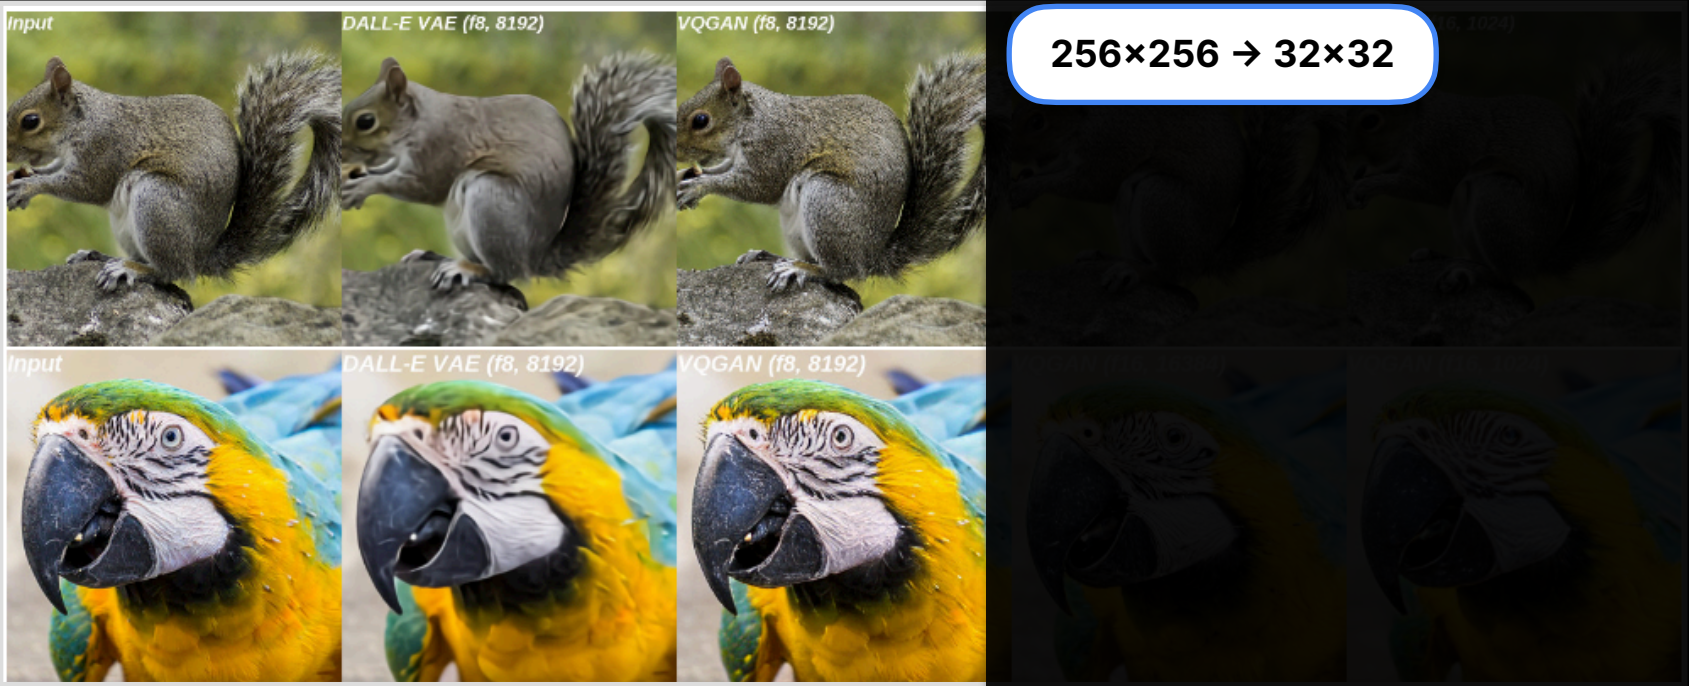 Input
DALL-E VAE (f8, 8192)
VQGAN (f8, 8192)
256×256 → 32×32
Input
DALL-E VAE (f8, 8192)
VQGAN (f8, 8192)